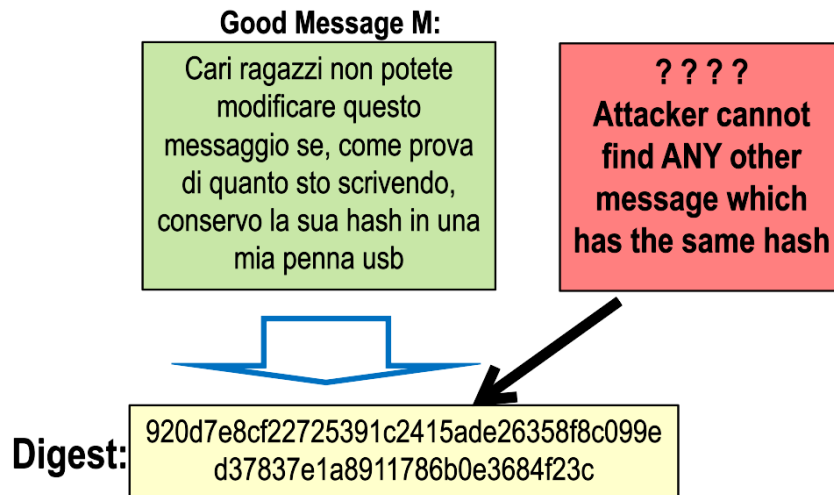 Good Message M:
Cari ragazzi non potete
modificare questo
messaggio se, come prova
di quanto sto scrivendo,
conservo la sua hash in una
mia penna usb
? ? ? ?
Attacker cannot
find ANY other
message which
has the same hash
Digest:
920d7e8cf22725391c2415ade26358f8c099e
d37837e1a8911786b0e3684f23c